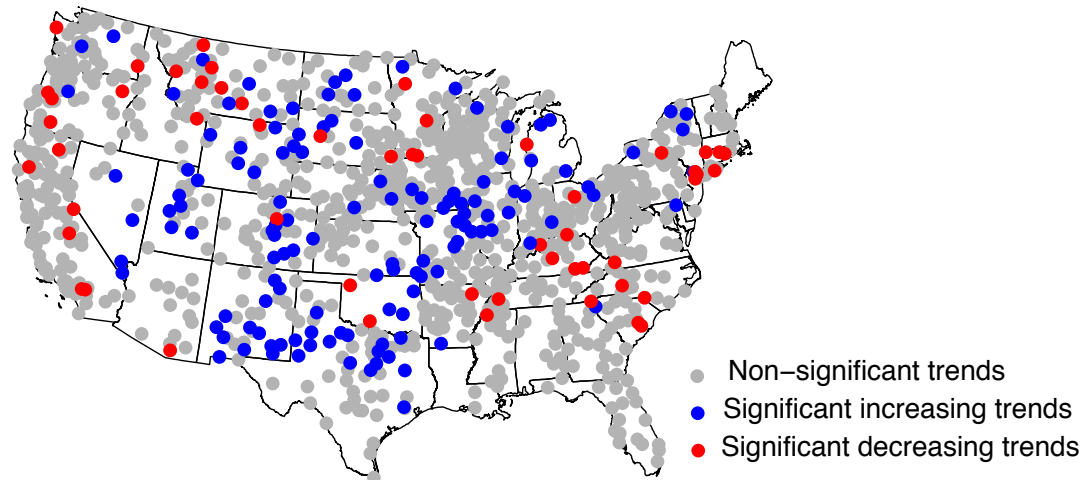 Non−significant trends
Significant increasing trends
Significant decreasing trends